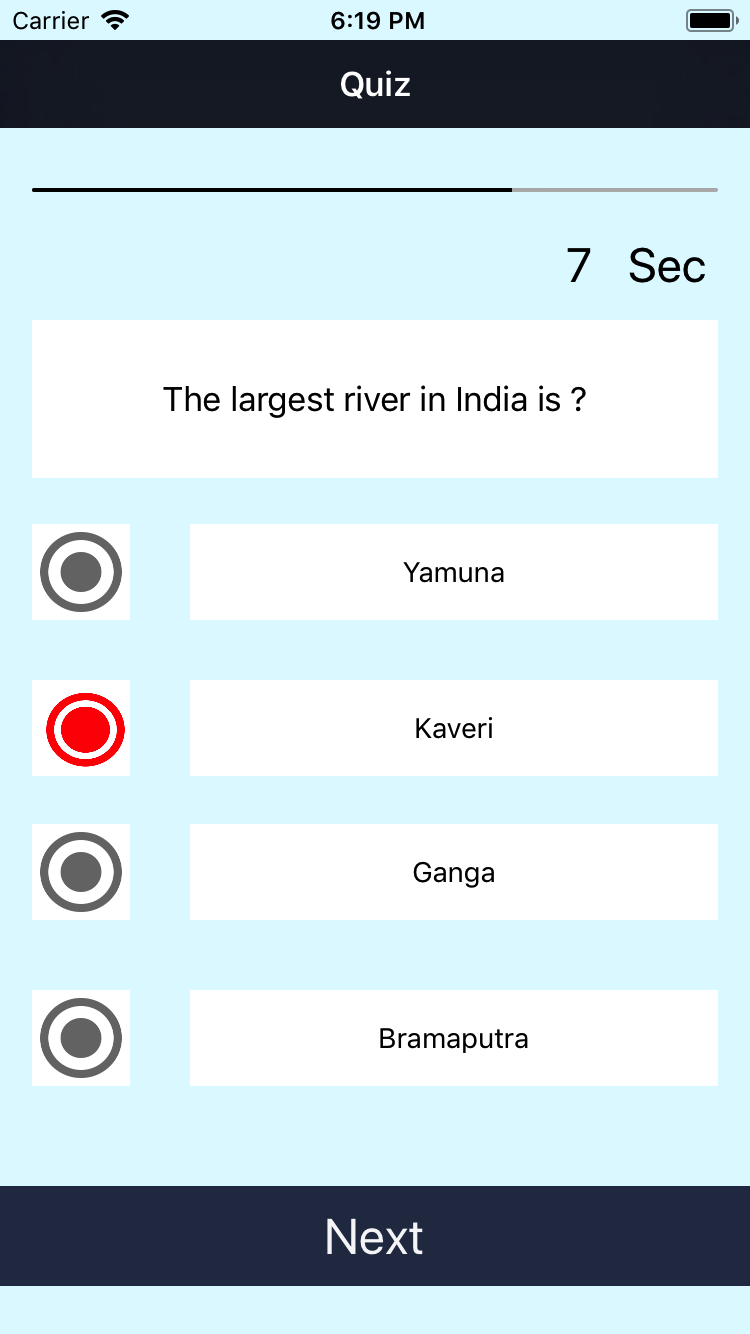 Carrier 6:19 PM
Quiz
7 Sec
The largest river in India is ?
Yamuna
Kaveri
Ganga
Bramaputra
Next